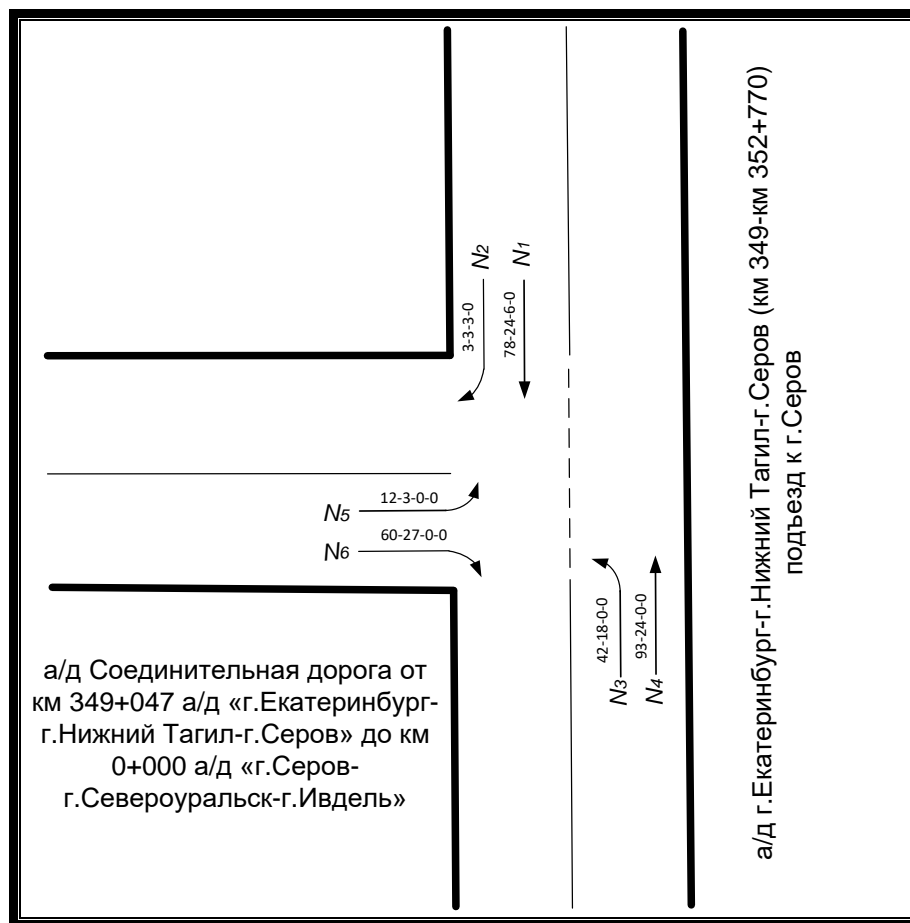 N2
N1
3-3-3-0
78-24-6-0
12-3-0-0
N5
60-27-0-0
N6
42-18-0-0
93-24-0-0
N3
N4
а/д Соединительная дорога от
км 349+047 а/д «г.Екатеринбург-
г.Нижний Тагил-г.Серов» до км
0+000 а/д «г.Серов-
г.Североуральск-г.Ивдель»
а/д г.Екатеринбург-г.Нижний Тагил-г.Серов (км 349-км 352+770)
подъезд к г.Серов